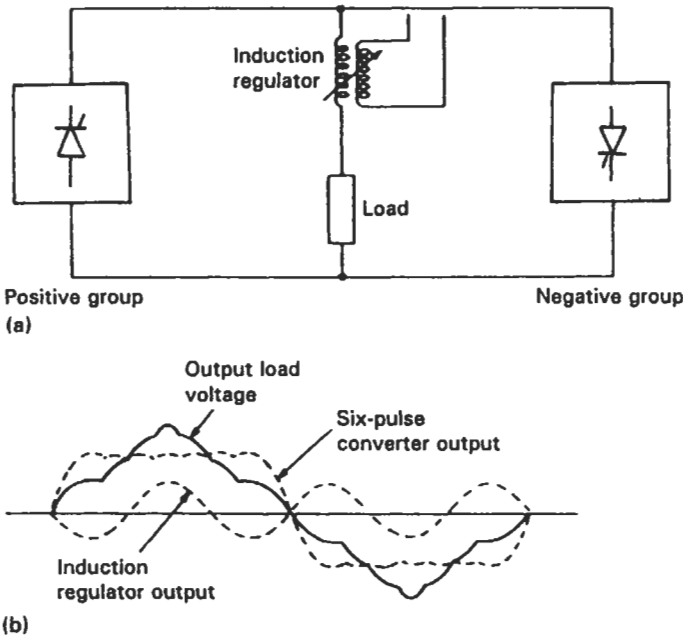 Induction
regulator
Load
Positive group
Negative group
(a)
Output load
voltage
Six-pulse
converter output
Induction
regulator output
(b)